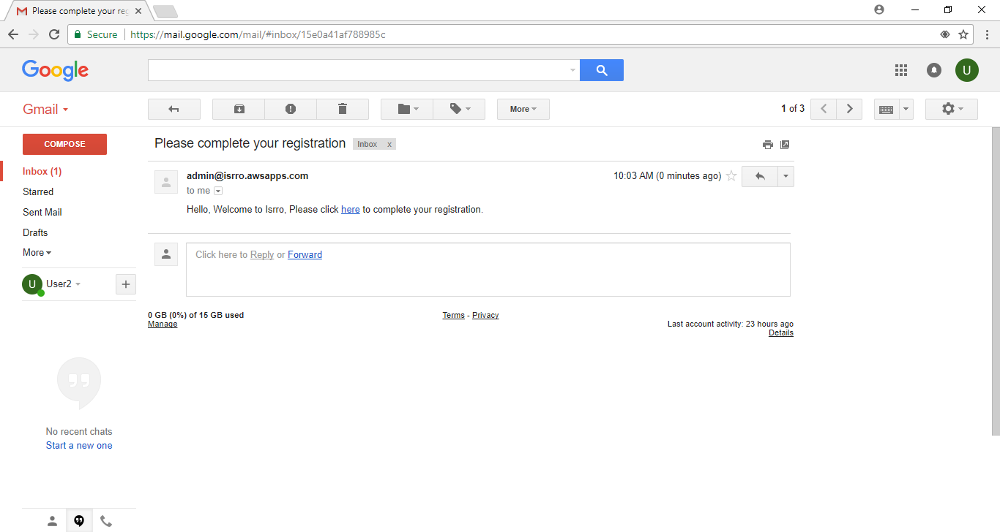 Please complete your reg
Secure https://mail.google.com/mail/#inbox/15e0a41af788985c
Google
U
Gmail
More
1 of 3
COMPOSE
Please complete your registration Inbox x
Inbox (1)
Starred
Sent Mail
Drafts
More
admin@isrro.awsapps.com 10:03 AM (0 minutes ago)
to me
Hello, Welcome to Isrro, Please click here to complete your registration.
Click here to Reply or Forward
U User2
0 GB (0%) of 15 GB used
Manage
Terms - Privacy
Last account activity: 23 hours ago
Details
No recent chats
Start a new one